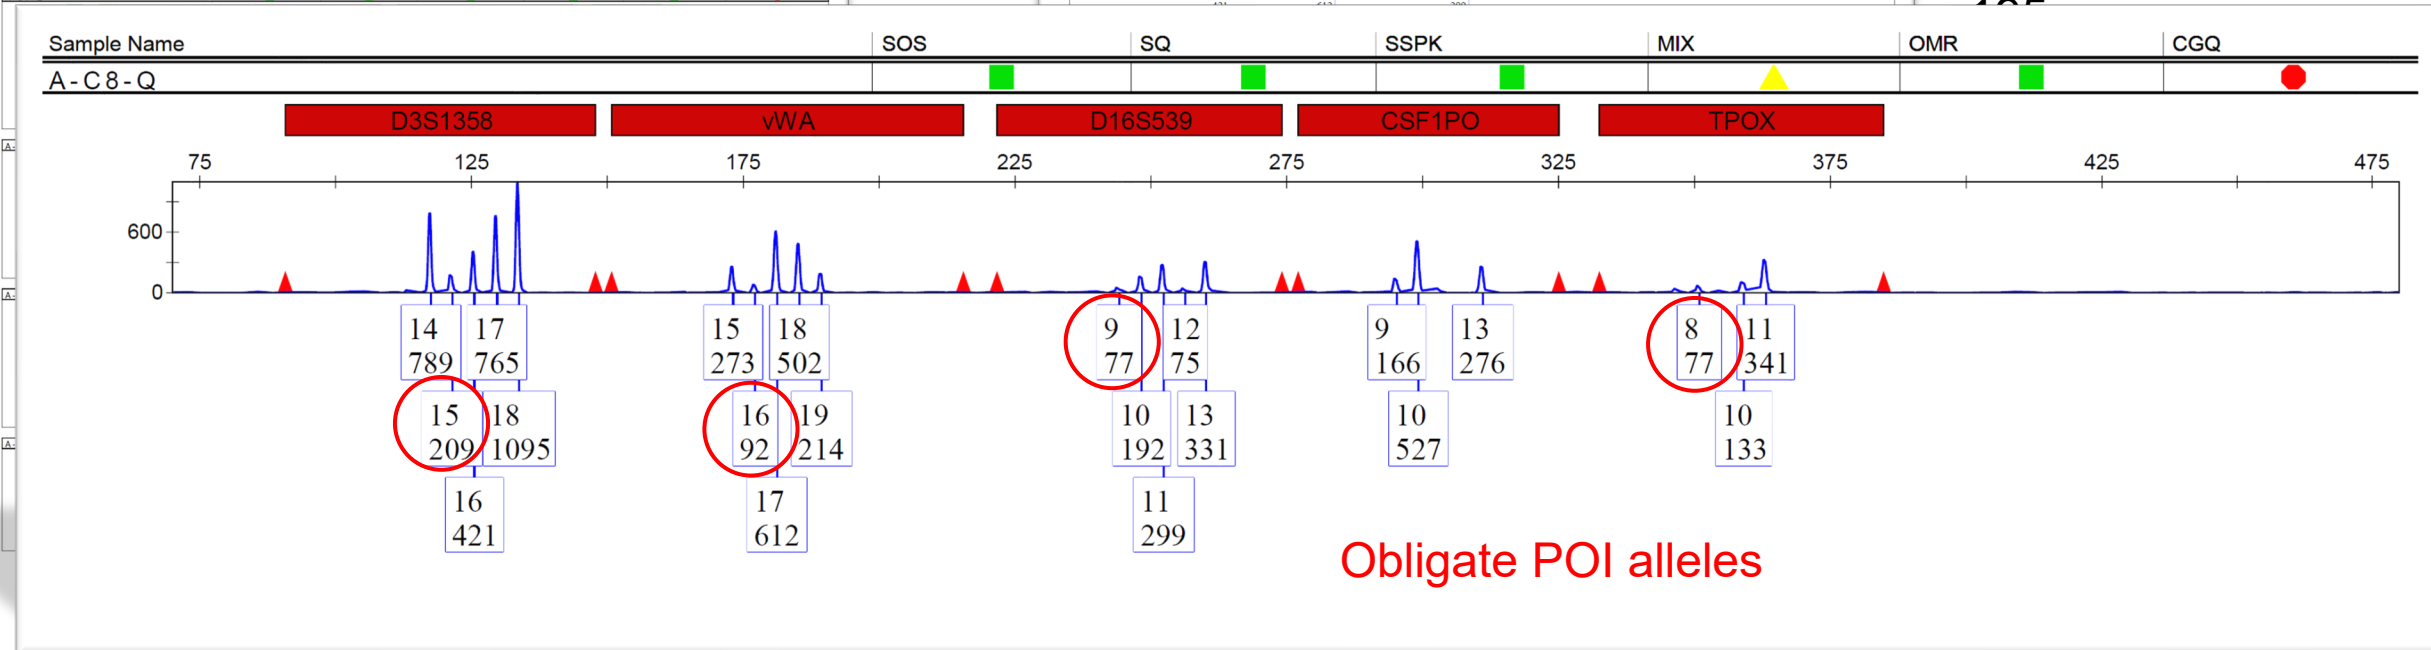 Sample Name SOS SQ SSPK MIX OMR CGQ
A-C8-Q
D3S1358 vWA D16S539 CSF1PO TPOX
75 125 175 225 275 325 375 425 475
600
0
14 17 15 18 9 12 9 13 8 11
789 765 273 502 77 75 166 276 77 341
15 18 16 19 10 13 10 10
209 1095 92 214 192 331 527 133
16 17 11
421 612 299
Obligate POI alleles